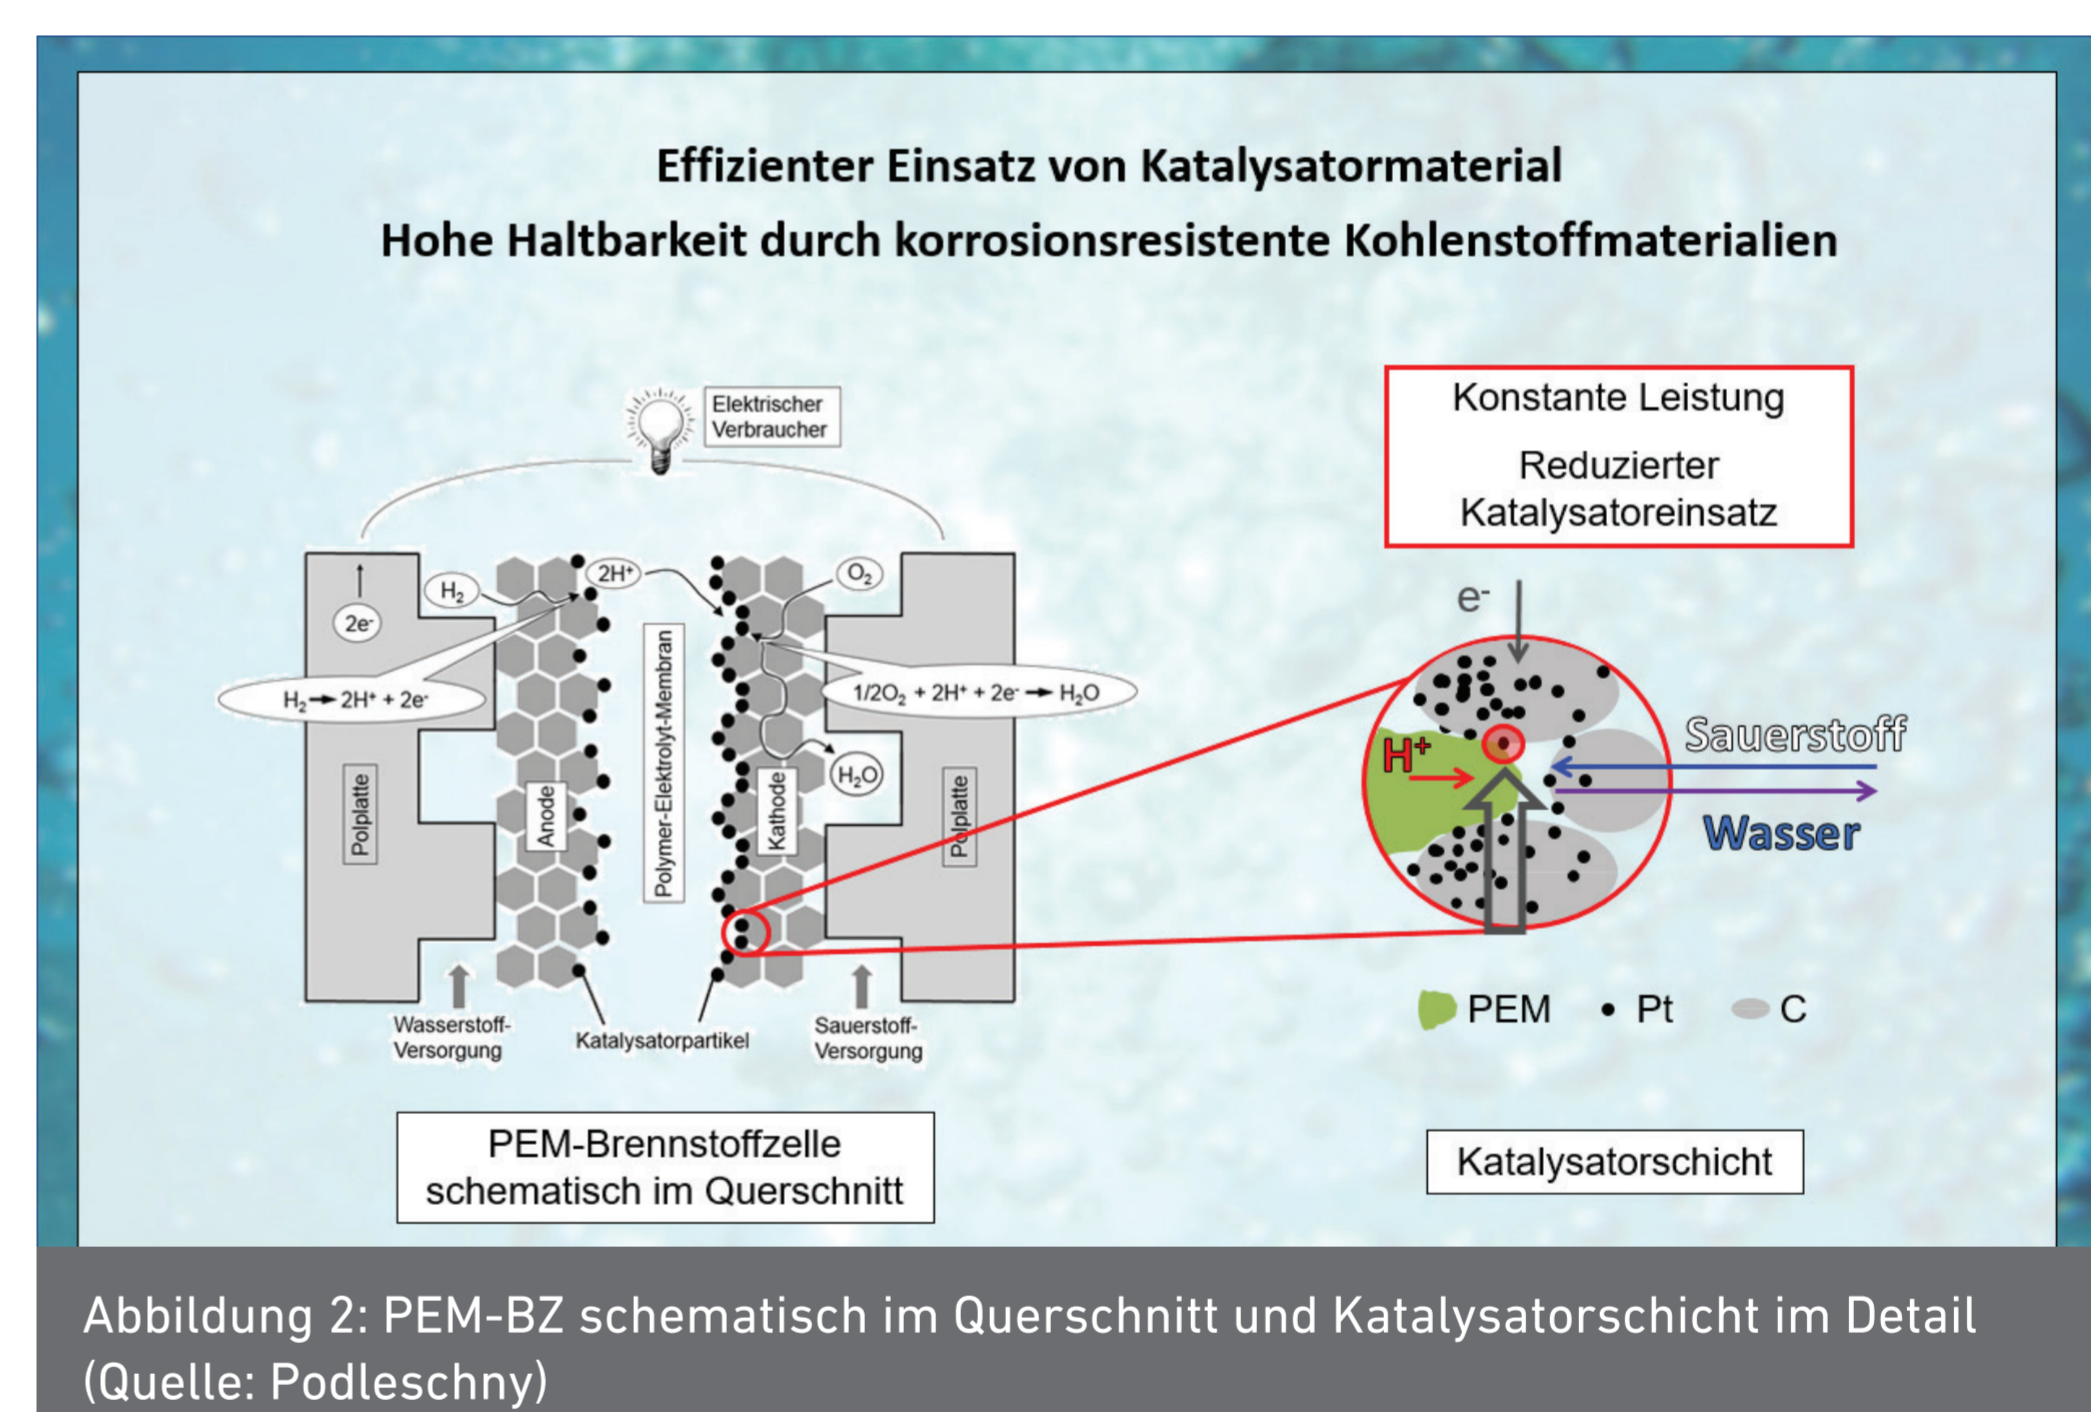 Effizienter Einsatz von Katalysatormaterial
Hohe Haltbarkeit durch korrosionsresistente Kohlenstoffmaterialien
Elektrischer
Verbraucher
2e⁻
H₂
2H⁺
O₂
H₂ → 2H⁺ + 2e⁻
1/2O₂ + 2H⁺ + 2e⁻ → H₂O
H₂O
Polplatte
Anode
Polymer-Elektrolyt-Membran
Kathode
Polplatte
Wasserstoff-
Versorgung
Katalysatorpartikel
Sauerstoff-
Versorgung
PEM-Brennstoffzelle
schematisch im Querschnitt
Konstante Leistung
Reduzierter
Katalysatoreinsatz
e⁻
H⁺
Sauerstoff
Wasser
PEM
Pt
C
Katalysatorschicht
Abbildung 2: PEM-BZ schematisch im Querschnitt und Katalysatorschicht im Detail
(Quelle: Podleschny)